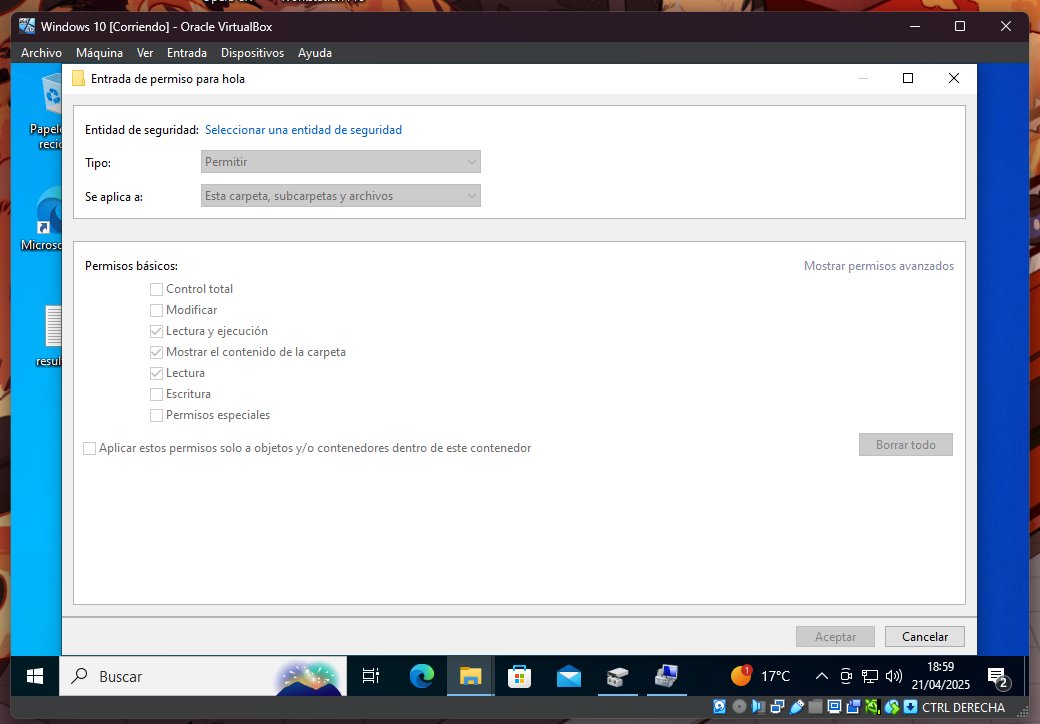 Windows 10 [Corriendo] - Oracle VirtualBox
Archivo Máquina Ver Entrada Dispositivos Ayuda
Entrada de permiso para hola
Entidad de seguridad: Seleccionar una entidad de seguridad
Tipo: Permitir
Se aplica a: Esta carpeta, subcarpetas y archivos
Permisos básicos: Mostrar permisos avanzados
Control total
Modificar
Lectura y ejecución
Mostrar el contenido de la carpeta
Lectura
Escritura
Permisos especiales
Aplicar estos permisos solo a objetos y/o contenedores dentro de este contenedor
Borrar todo
Aceptar Cancelar
Buscar
1 17°C
18:59
21/04/2025
2
CTRL DERECHA